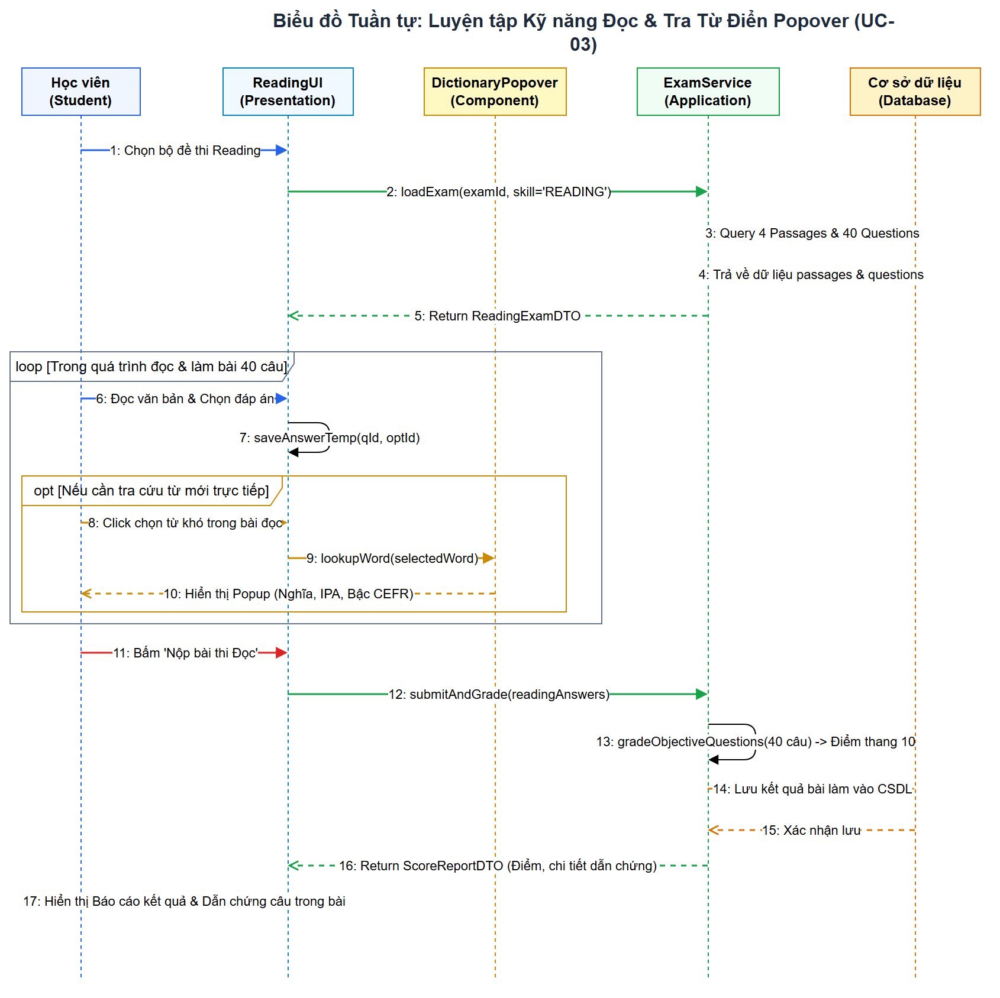 Biểu đồ Tuần tự: Luyện tập Kỹ năng Đọc & Tra Từ Điển Popover (UC-
03)
Học viên
(Student)
ReadingUI
(Presentation)
DictionaryPopover
(Component)
ExamService
(Application)
Cơ sở dữ liệu
(Database)
1: Chọn bộ đề thi Reading
2: loadExam(examId, skill='READING')
3: Query 4 Passages & 40 Questions
4: Trả về dữ liệu passages & questions
5: Return ReadingExamDTO
loop [Trong quá trình đọc & làm bài 40 câu]
6: Đọc văn bản & Chọn đáp án
7: saveAnswerTemp(qId, optId)
opt [Nếu cần tra cứu từ mới trực tiếp]
8: Click chọn từ khó trong bài đọc
9: lookupWord(selectedWord)
10: Hiển thị Popup (Nghĩa, IPA, Bậc CEFR)
11: Bấm 'Nộp bài thi Đọc'
12: submitAndGrade(readingAnswers)
13: gradeObjectiveQuestions(40 câu) -> Điểm thang 10
14: Lưu kết quả bài làm vào CSDL
15: Xác nhận lưu
16: Return ScoreReportDTO (Điểm, chi tiết dẫn chứng)
17: Hiển thị Báo cáo kết quả & Dẫn chứng câu trong bài